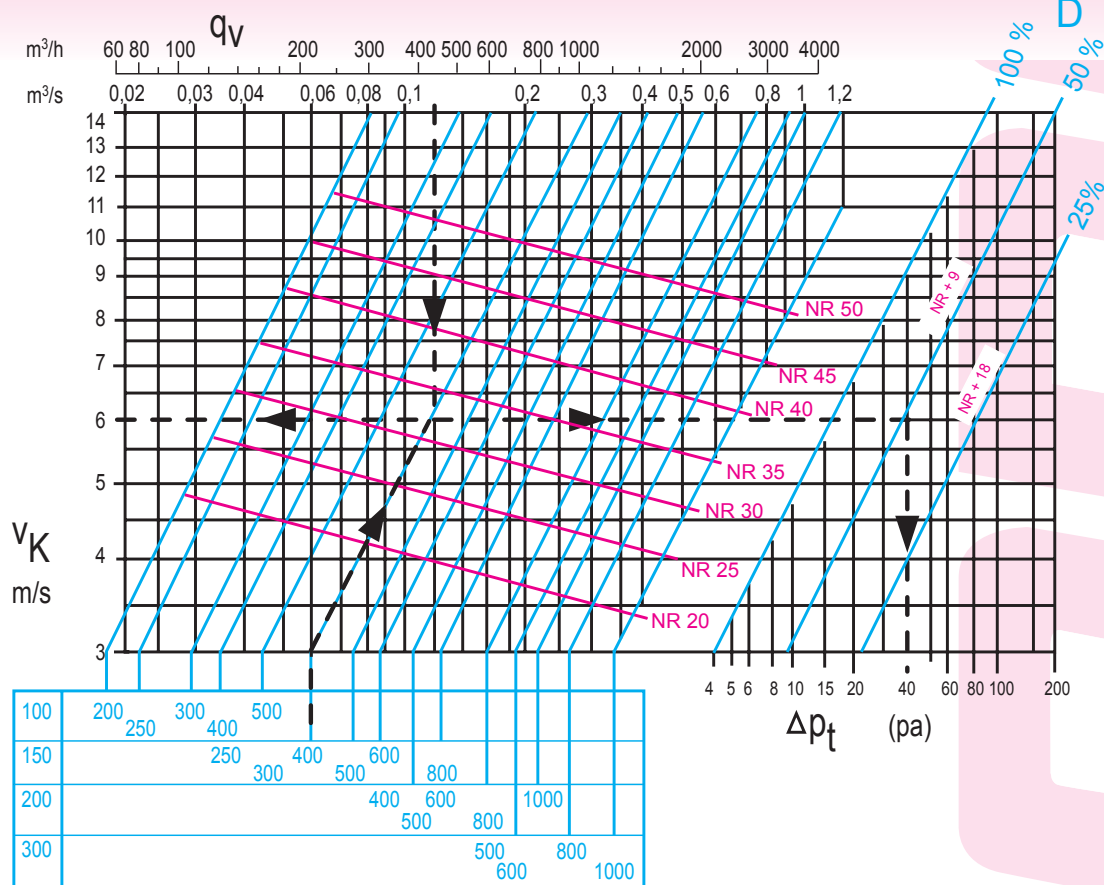 qv
D
m³/h 60 80 100 200 300 400 500 600 800 1000 2000 3000 4000
m³/s 0,02 0,03 0,04 0,06 0,08 0,1 0,2 0,3 0,4 0,5 0,6 0,8 1 1,2
100 %
50 %
25%
14
13
12
11
10
9
8
7
6
5
4
3
vK
m/s
NR + 9
NR + 18
NR 50
NR 45
NR 40
NR 35
NR 30
NR 25
NR 20
4 5 6 8 10 15 20 40 60 80 100 200
Δpt (pa)
100 200 300 500
250 400
150 250 400 600
300 500 800
200 400 600 1000
500 800
300 500 800
600 1000